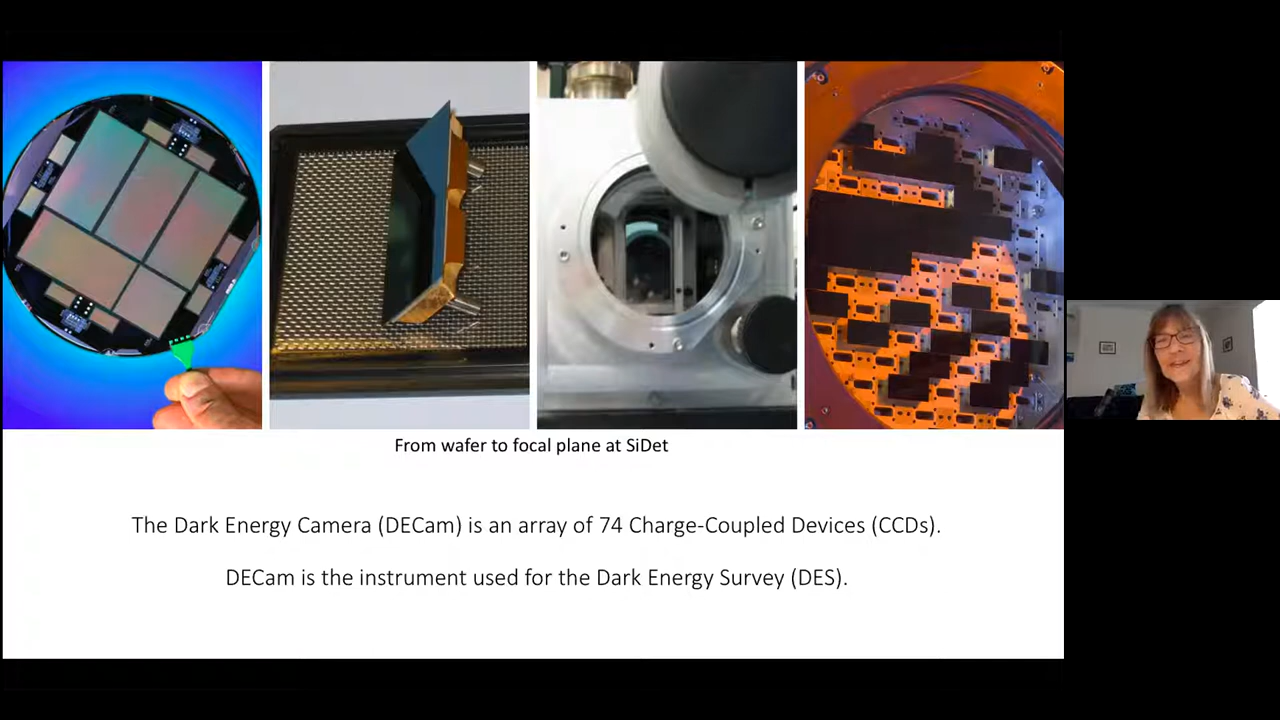 From wafer to focal plane at SiDet
The Dark Energy Camera (DECam) is an array of 74 Charge-Coupled Devices (CCDs).
DECam is the instrument used for the Dark Energy Survey (DES).